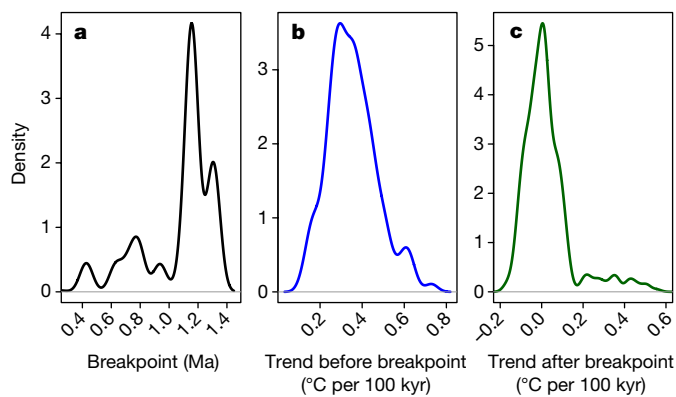 a
Density
4
3
2
1
0
0.4 0.6 0.8 1.0 1.2 1.4
Breakpoint (Ma)
b
3
2
1
0
0.2 0.4 0.6 0.8
Trend before breakpoint
(°C per 100 kyr)
c
5
4
3
2
1
0
−0.2 0.0 0.2 0.4 0.6
Trend after breakpoint
(°C per 100 kyr)